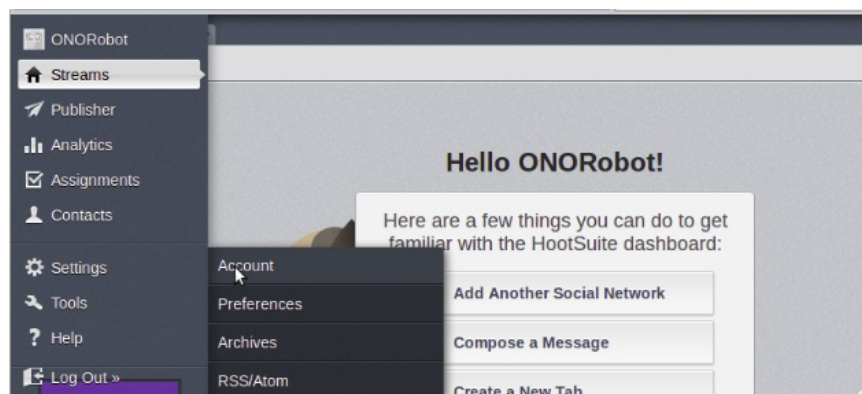 ONORobot
Streams
Publisher
Analytics
Assignments
Contacts
Settings
Tools
Help
Log Out »
Account
Preferences
Archives
RSS/Atom
Hello ONORobot!
Here are a few things you can do to get
familiar with the HootSuite dashboard:
Add Another Social Network
Compose a Message
Create a New Tab